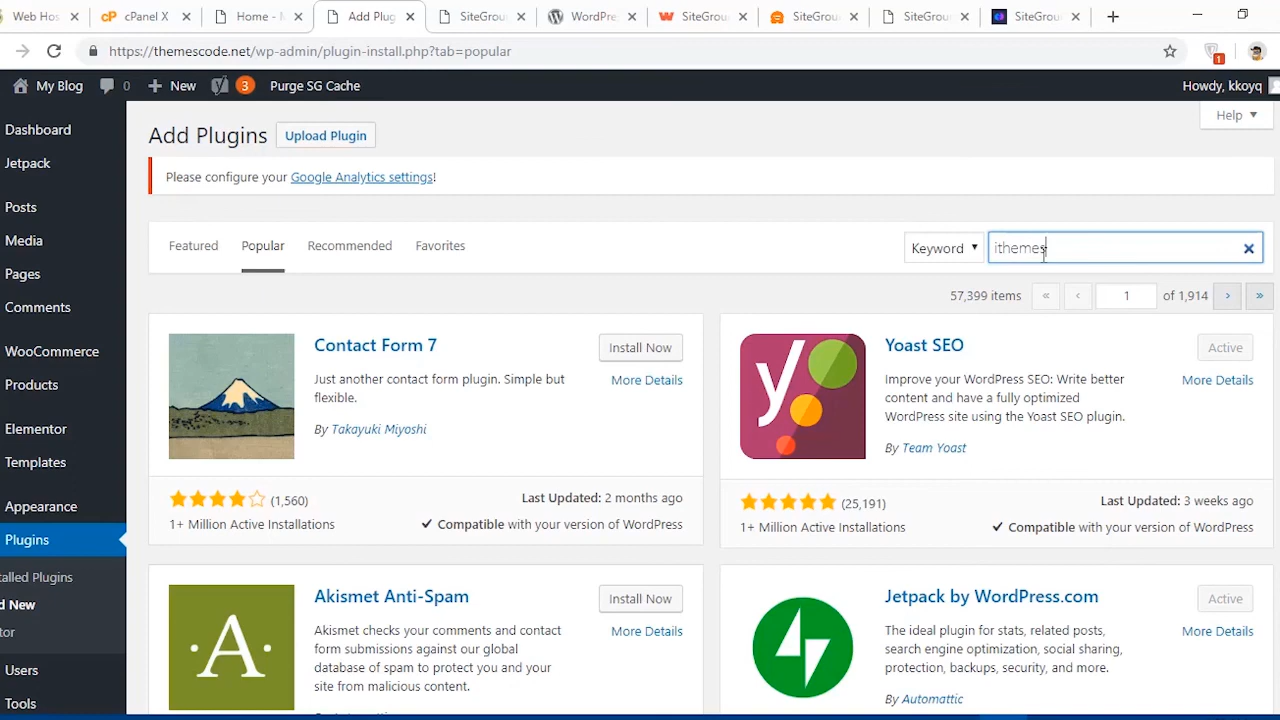 Web Hos
cPanel X
Home -
Add Plug
SiteGrou
WordPre
SiteGrou
SiteGrou
SiteGrou
SiteGrou
https://themescode.net/wp-admin/plugin-install.php?tab=popular
1
My Blog 0 New 3 Purge SG Cache Howdy, kkoyq
Help
Dashboard
Jetpack
Posts
Media
Pages
Comments
WooCommerce
Products
Elementor
Templates
Appearance
Plugins
talled Plugins
d New
tor
Users
Tools
Add Plugins Upload Plugin
Please configure your Google Analytics settings!
Featured Popular Recommended Favorites Keyword ithemes
57,399 items « ‹ 1 of 1,914 › »
Contact Form 7
Install Now
More Details
Just another contact form plugin. Simple but
flexible.
By Takayuki Miyoshi
(1,560)
Last Updated: 2 months ago
1+ Million Active Installations
Compatible with your version of WordPress
Yoast SEO
Active
More Details
Improve your WordPress SEO: Write better
content and have a fully optimized
WordPress site using the Yoast SEO plugin.
By Team Yoast
(25,191)
Last Updated: 3 weeks ago
1+ Million Active Installations
Compatible with your version of WordPress
A
Akismet Anti-Spam
Install Now
More Details
Akismet checks your comments and contact
form submissions against our global
database of spam to protect you and your
site from malicious content.
Jetpack by WordPress.com
Active
More Details
The ideal plugin for stats, related posts,
search engine optimization, social sharing,
protection, backups, security, and more.
By Automattic